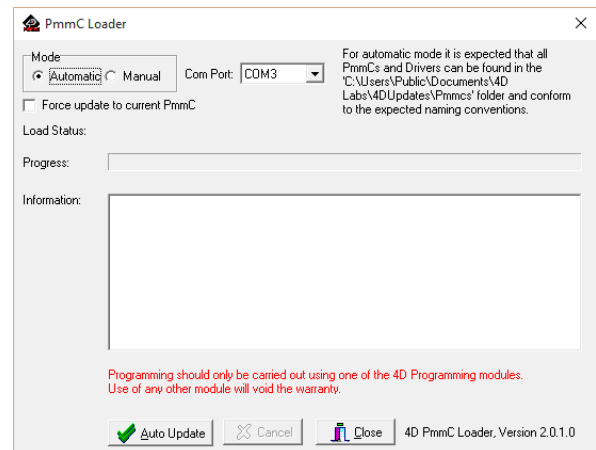 PmmC Loader
Mode
Automatic Manual
Com Port: COM3
For automatic mode it is expected that all
PmmCs and Drivers can be found in the
'C:\Users\Public\Documents\4D
Labs\4DUpdates\Pmmcs' folder and conform
to the expected naming conventions.
Force update to current PmmC
Load Status:
Progress:
Information:
Programming should only be carried out using one of the 4D Programming modules.
Use of any other module will void the warranty.
Auto Update Cancel Close 4D PmmC Loader, Version 2.0.1.0